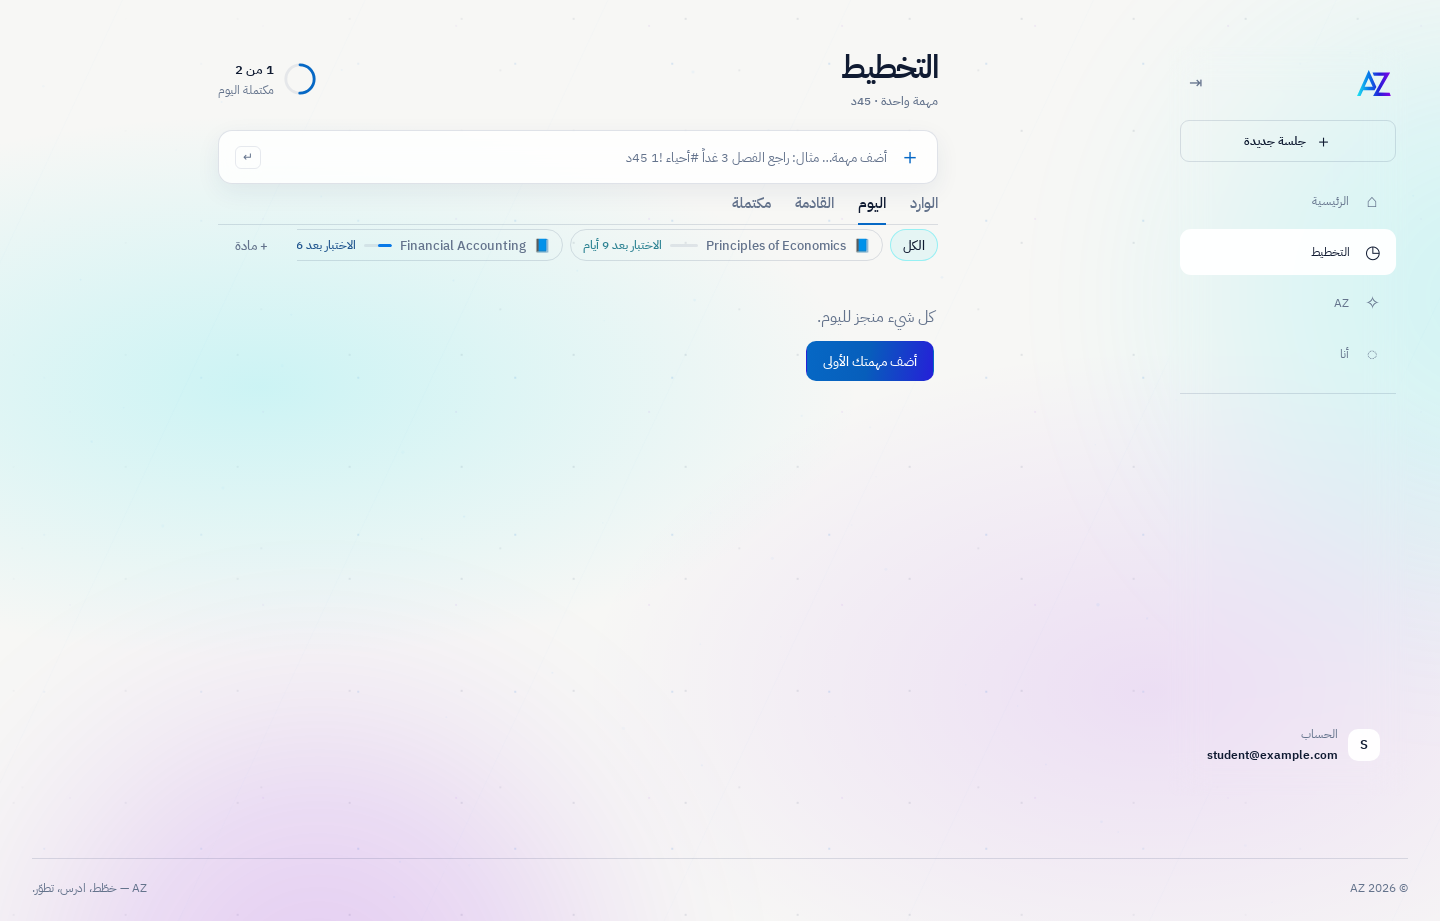 AZ
⇥
+ جلسة جديدة
الرئيسية
التخطيط
AZ
أنا
التخطيط
مهمة واحدة · 45د
1 من 2
مكتملة اليوم
+ أضف مهمة... مثال: راجع الفصل 3 غداً #أحياء !1 45د ↵
الوارد اليوم القادمة مكتملة
الكل Principles of Economics الاختبار بعد 9 أيام Financial Accounting الاختبار بعد 6 + مادة
كل شيء منجز لليوم.
أضف مهمتك الأولى
S
الحساب
student@example.com
© 2026 AZ
AZ — خطّط، ادرس، تطوّر.